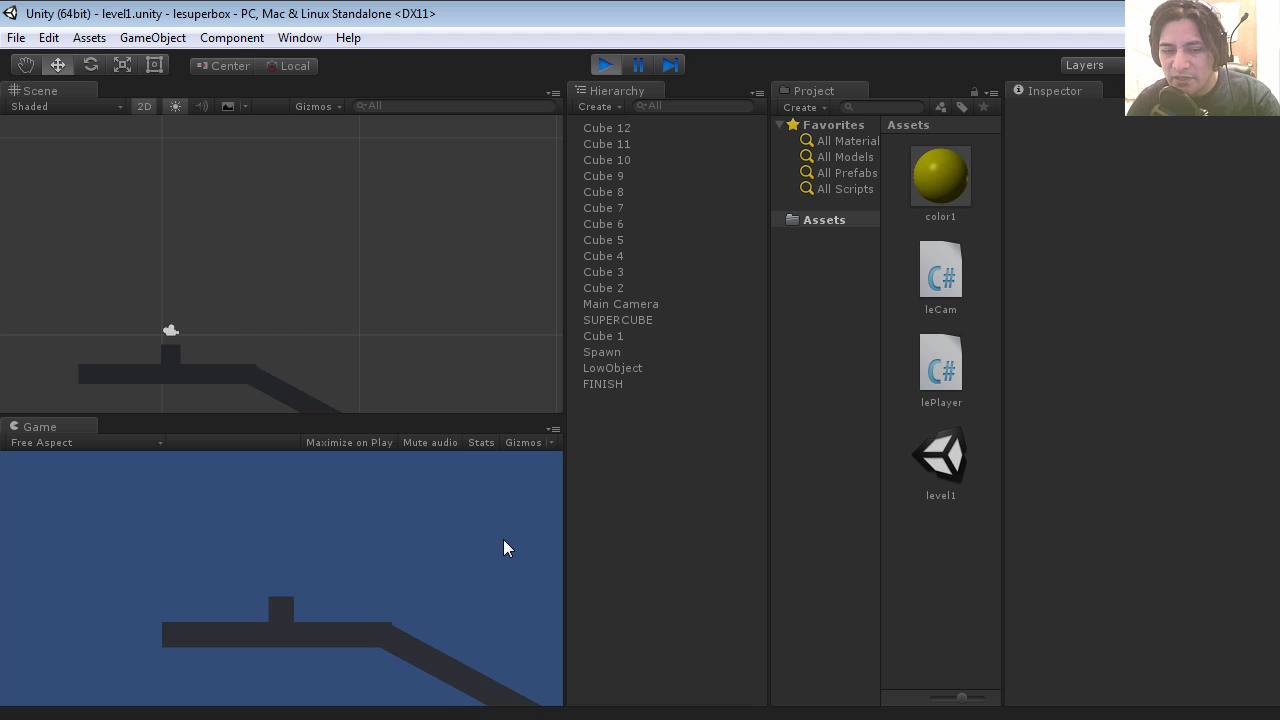 Unity (64bit) - level1.unity - lesuperbox - PC, Mac & Linux Standalone <DX11>
File Edit Assets GameObject Component Window Help
Center Local Layers
Scene
Shaded 2D Gizmos All
Hierarchy
Create All
Cube 12
Cube 11
Cube 10
Cube 9
Cube 8
Cube 7
Cube 6
Cube 5
Cube 4
Cube 3
Cube 2
Main Camera
SUPERCUBE
Cube 1
Spawn
LowObject
FINISH
Project
Create
Favorites
All Material
All Models
All Prefabs
All Scripts
Assets
Assets
color1
C#
leCam
C#
lePlayer
level1
Inspector
Game
Free Aspect Maximize on Play Mute audio Stats Gizmos